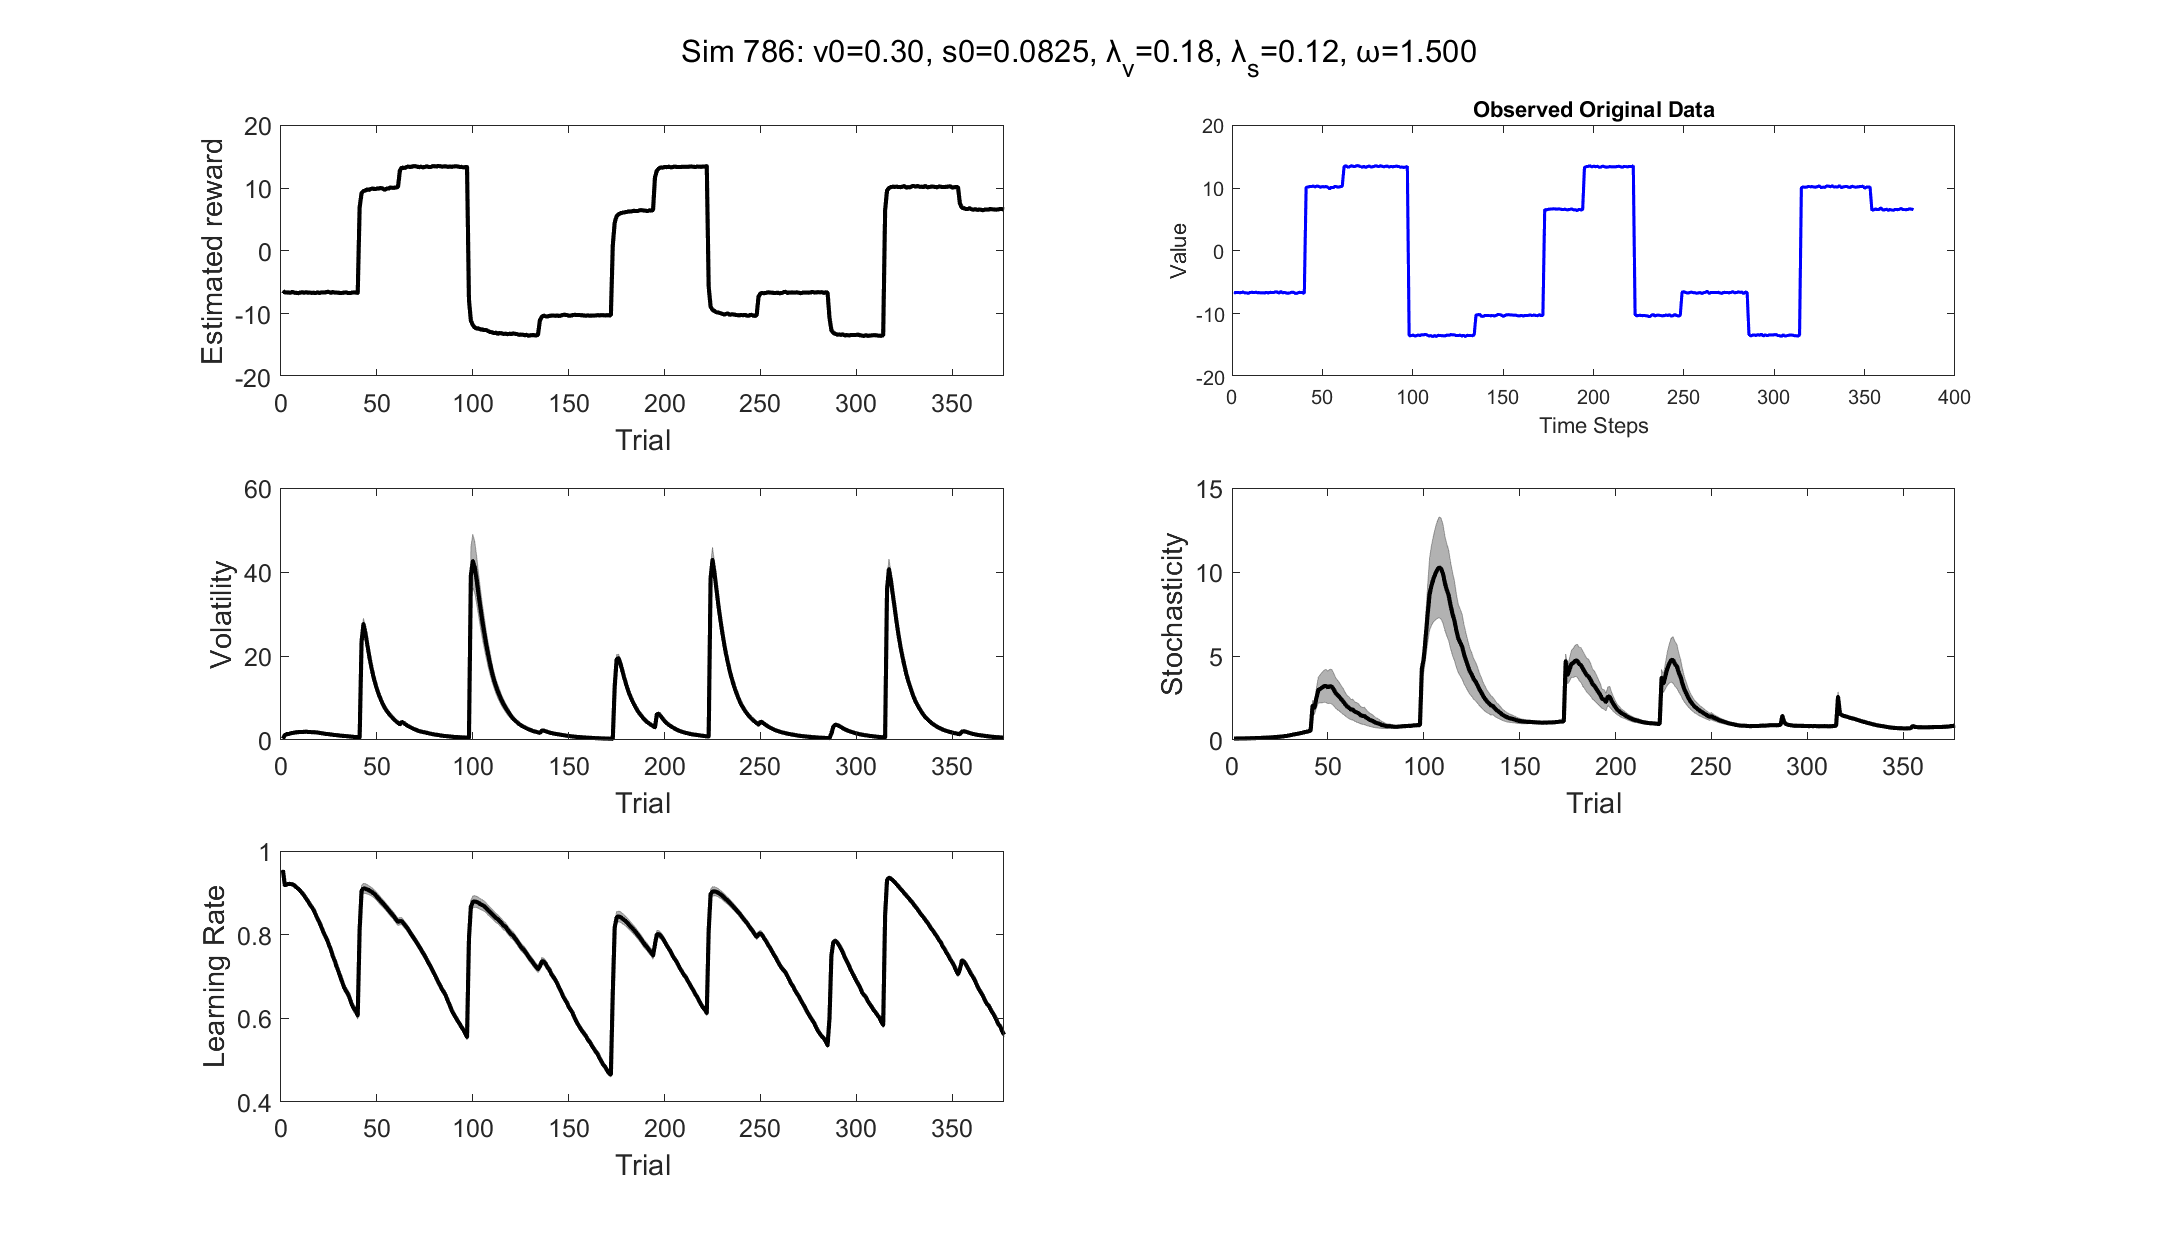 Sim 786: v0=0.30, s0=0.0825, λv=0.18, λs=0.12, ω=1.500
Estimated reward
20
10
0
-10
-20
0 50 100 150 200 250 300 350
Trial
Observed Original Data
Value
20
10
0
-10
-20
0 50 100 150 200 250 300 350 400
Time Steps
Volatility
60
40
20
0
0 50 100 150 200 250 300 350
Trial
Stochasticity
15
10
5
0
0 50 100 150 200 250 300 350
Trial
Learning Rate
1
0.8
0.6
0.4
0 50 100 150 200 250 300 350
Trial